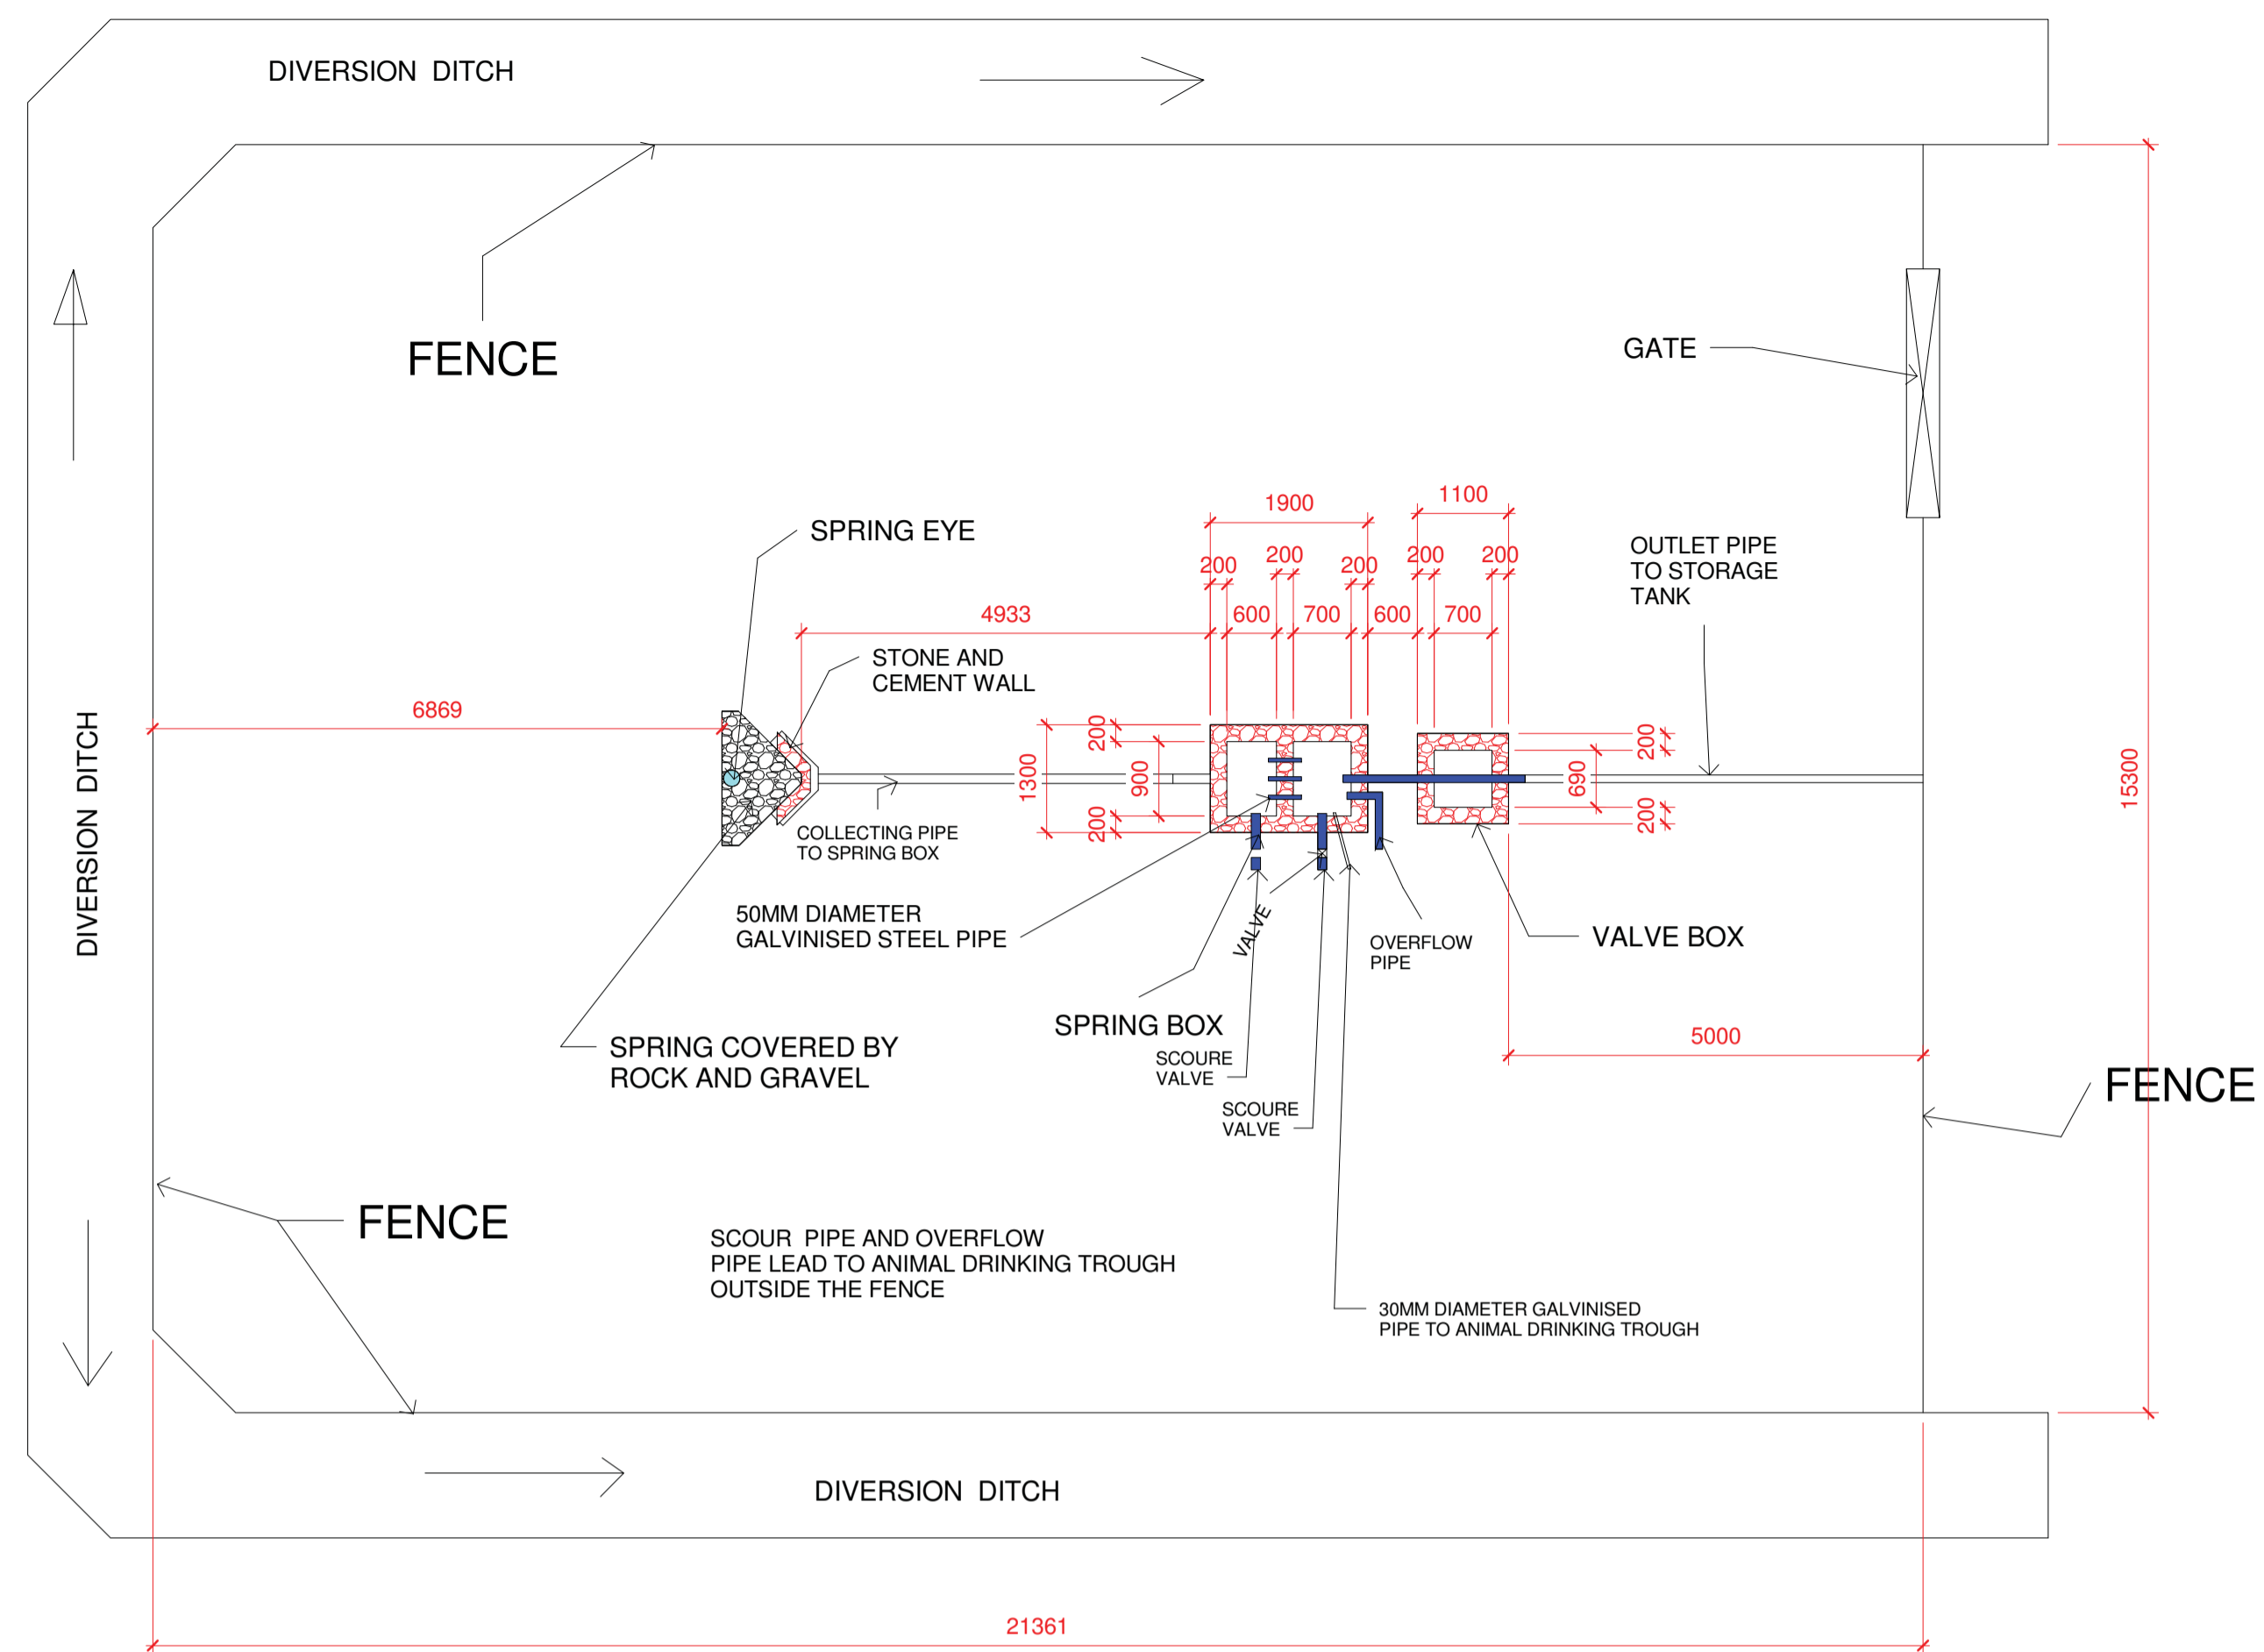 DIVERSION DITCH
FENCE
GATE
SPRING EYE
1900
1100
200
200
200
200
200
OUTLET PIPE
TO STORAGE
TANK
4933
600
700
600
700
STONE AND
CEMENT WALL
6869
DIVERSION DITCH
1300
200
900
200
200
690
200
15300
COLLECTING PIPE
TO SPRING BOX
50MM DIAMETER
GALVINISED STEEL PIPE
VALVE
OVERFLOW
PIPE
VALVE BOX
SPRING BOX
SPRING COVERED BY
ROCK AND GRAVEL
SCOURE
VALVE
SCOURE
VALVE
5000
FENCE
FENCE
SCOUR PIPE AND OVERFLOW
PIPE LEAD TO ANIMAL DRINKING TROUGH
OUTSIDE THE FENCE
30MM DIAMETER GALVINISED
PIPE TO ANIMAL DRINKING TROUGH
DIVERSION DITCH
21361